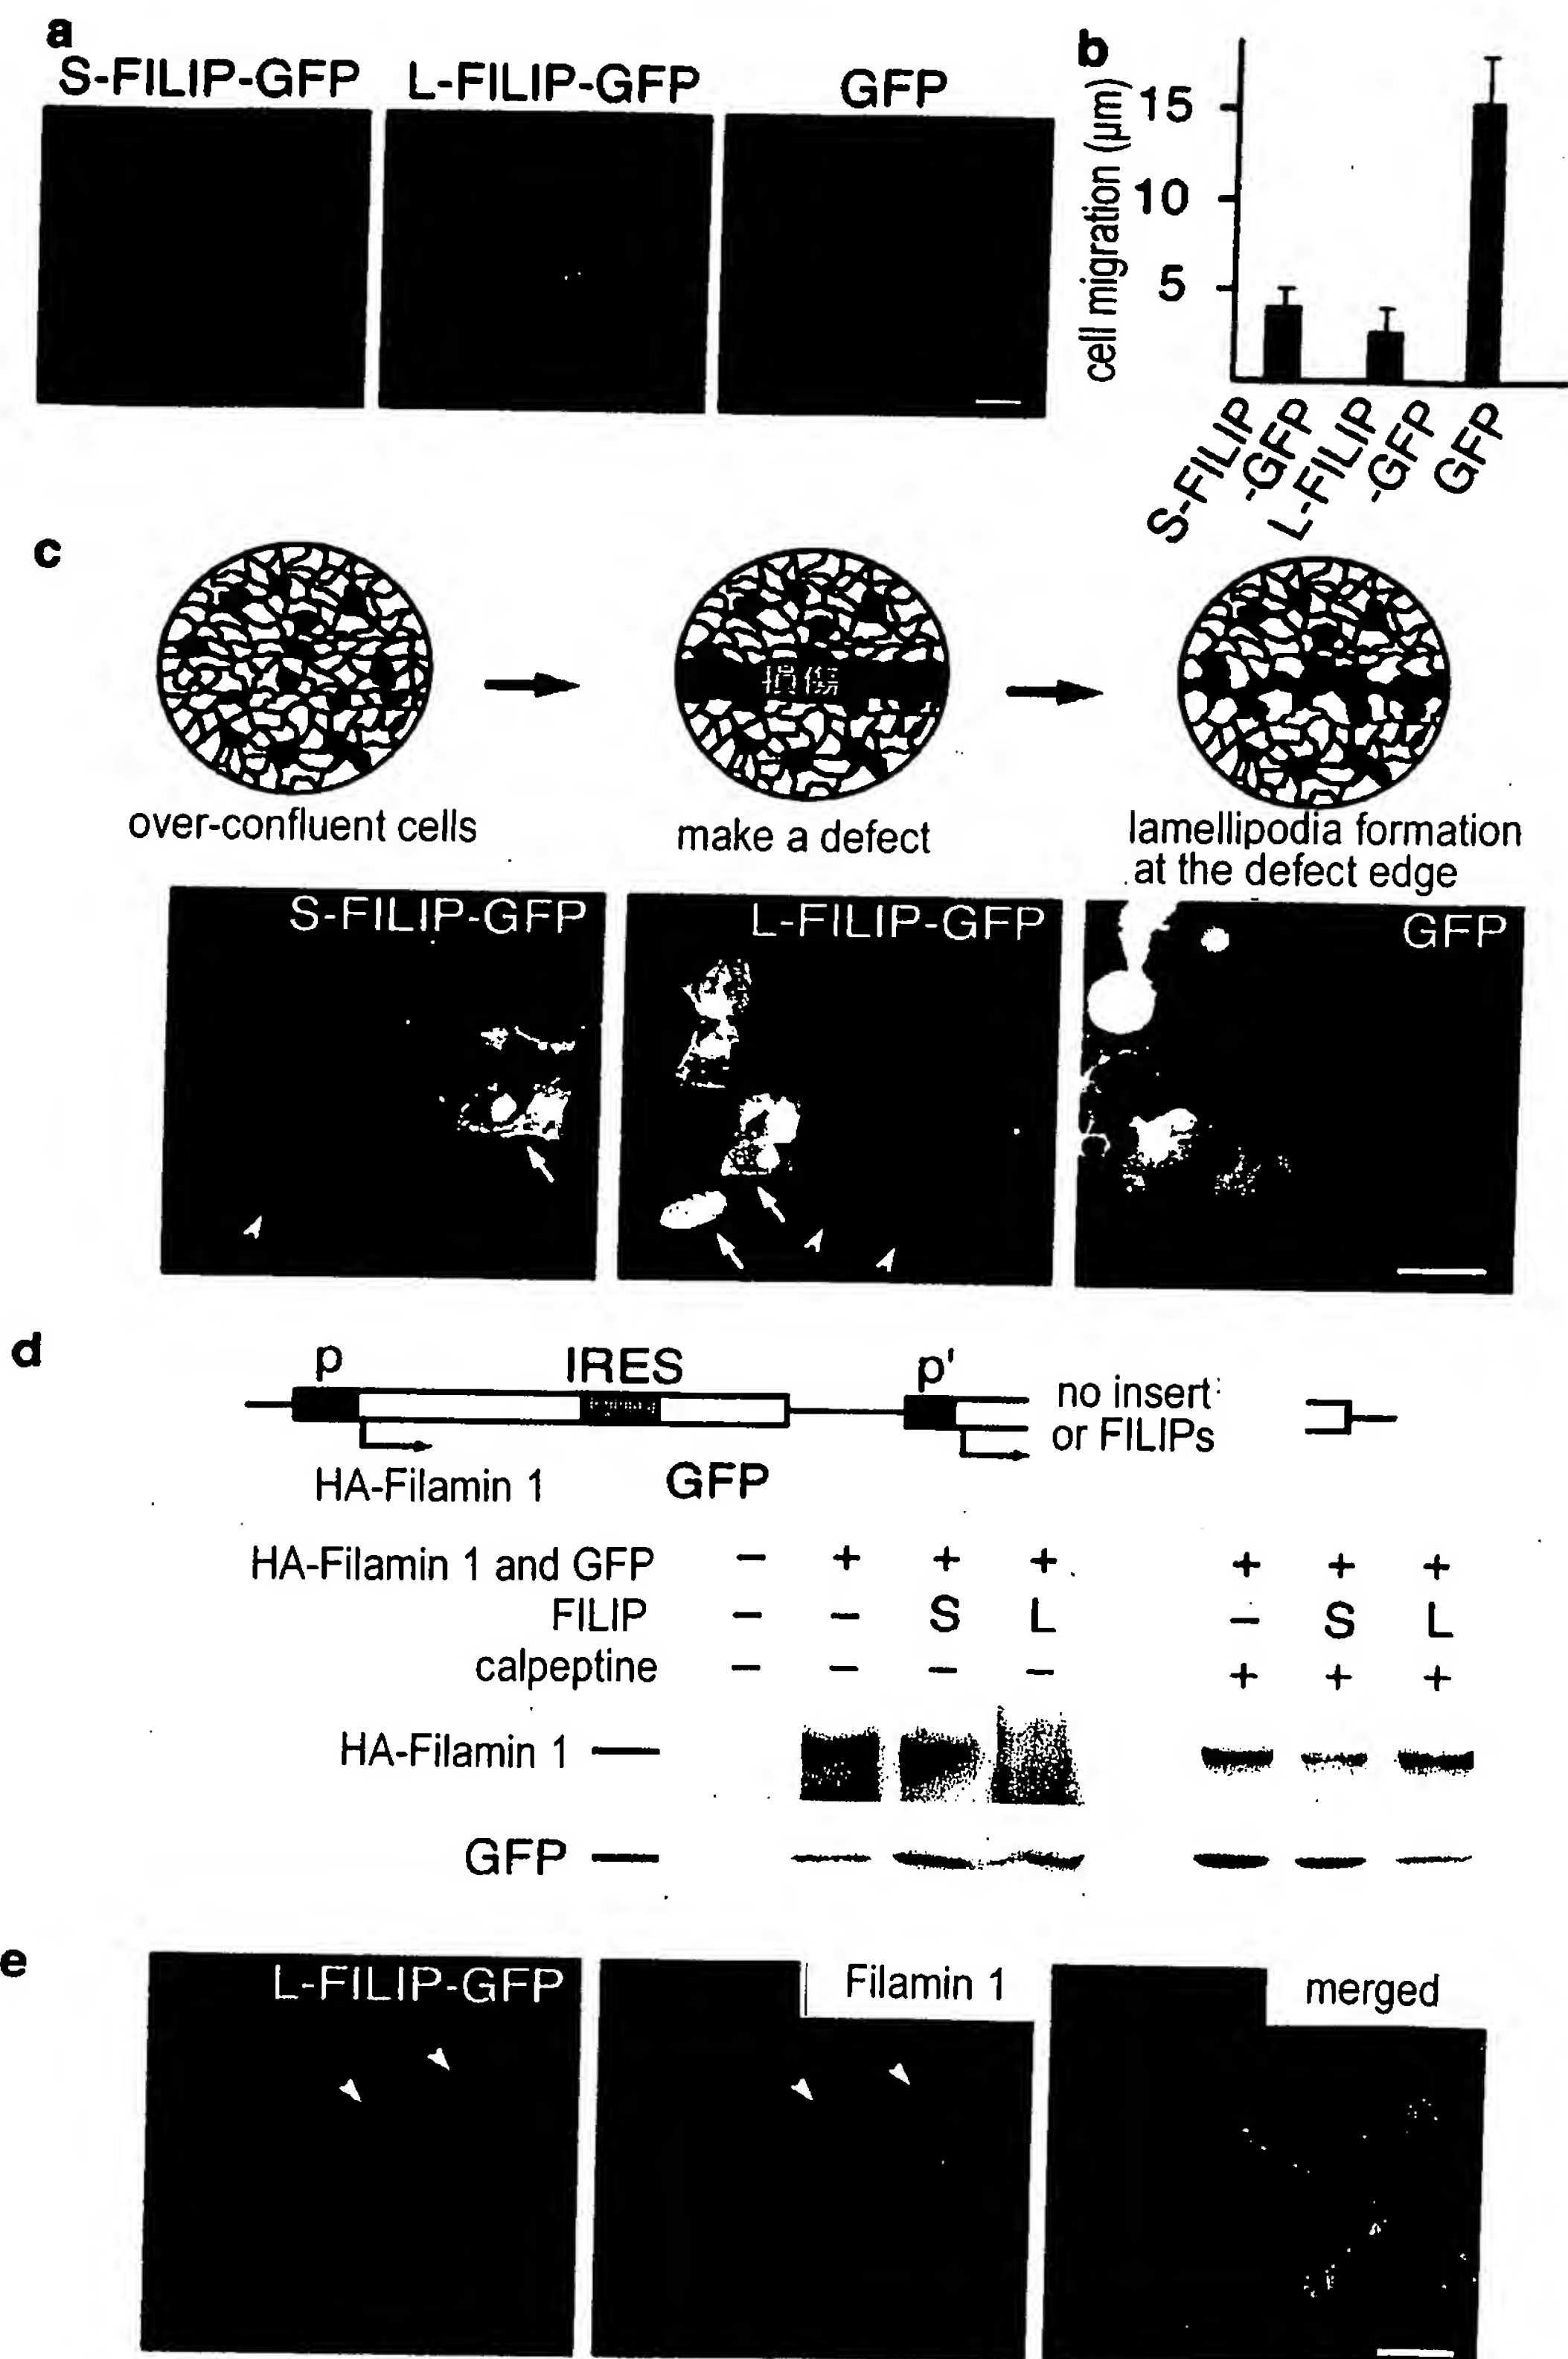 a
S-FILIP-GFP
L-FILIP-GFP
GFP
b
cell migration (μm)
15
10
5
S-FILIP
-GFP
L-FILIP
-GFP
GFP
c
損傷
over-confluent cells
make a defect
lamellipodia formation
at the defect edge
S-FILIP-GFP
L-FILIP-GFP
GFP
d
p
IRES
p'
no insert
or FILIPs
HA-Filamin 1
GFP
HA-Filamin 1 and GFP − + + + + + +
FILIP − − S L − S L
calpeptine − − − − + + +
HA-Filamin 1
GFP
e
L-FILIP-GFP
Filamin 1
merged